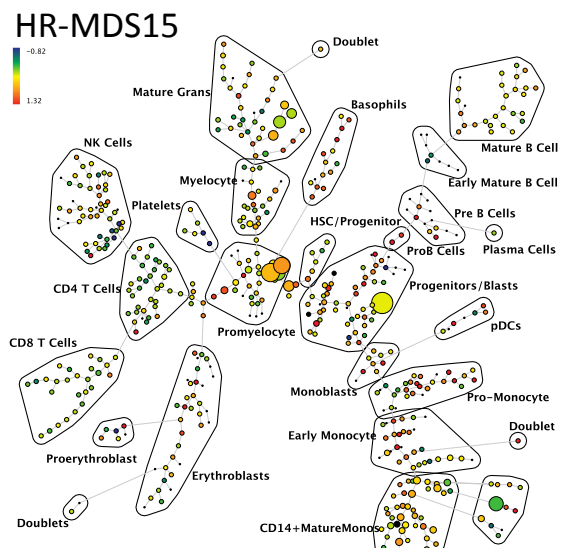 HR-MDS15
-0.82
1.32
Doublet
Mature Grans
Basophils
NK Cells
Mature B Cell
Myelocyte
Early Mature B Cell
Platelets
HSC/Progenitor
Pre B Cells
ProB Cells
Plasma Cells
CD4 T Cells
Progenitors/Blasts
Promyelocyte
pDCs
CD8 T Cells
Monoblasts
Pro-Monocyte
Doublet
Early Monocyte
Proerythroblast
Erythroblasts
Doublets
CD14+MatureMonos